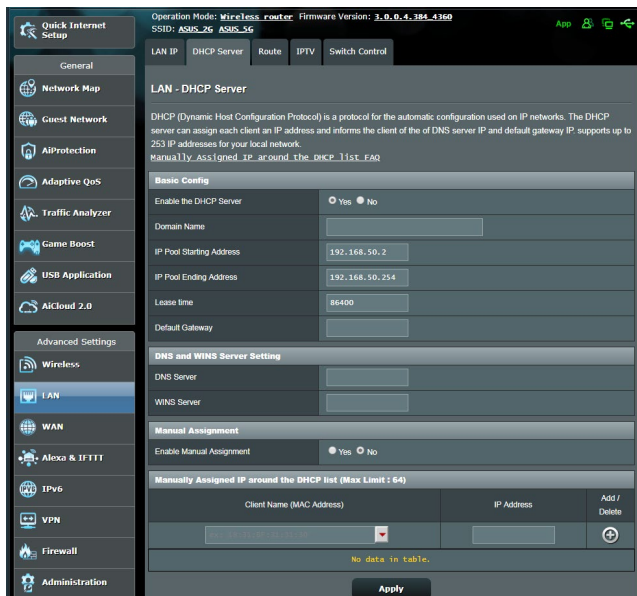 Quick Internet
Setup
General
Network Map
Guest Network
AiProtection
Adaptive QoS
Traffic Analyzer
Game Boost
USB Application
AiCloud 2.0
Advanced Settings
Wireless
LAN
WAN
Alexa & IFTTT
IPv6
VPN
Firewall
Administration
Operation Mode: Wireless router Firmware Version: 3.0.0.4.384_4360
SSID: ASUS_2G ASUS_5G
App
LAN IP DHCP Server Route IPTV Switch Control
LAN - DHCP Server
DHCP (Dynamic Host Configuration Protocol) is a protocol for the automatic configuration used on IP networks. The DHCP
server can assign each client an IP address and informs the client of the of DNS server IP and default gateway IP. supports up to
253 IP addresses for your local network.
Manually Assigned IP around the DHCP list FAQ
Basic Config
Enable the DHCP Server Yes No
Domain Name
IP Pool Starting Address 192.168.50.2
IP Pool Ending Address 192.168.50.254
Lease time 86400
Default Gateway
DNS and WINS Server Setting
DNS Server
WINS Server
Manual Assignment
Enable Manual Assignment Yes No
Manually Assigned IP around the DHCP list (Max Limit : 64)
Client Name (MAC Address) IP Address Add /
Delete
No data in table.
Apply